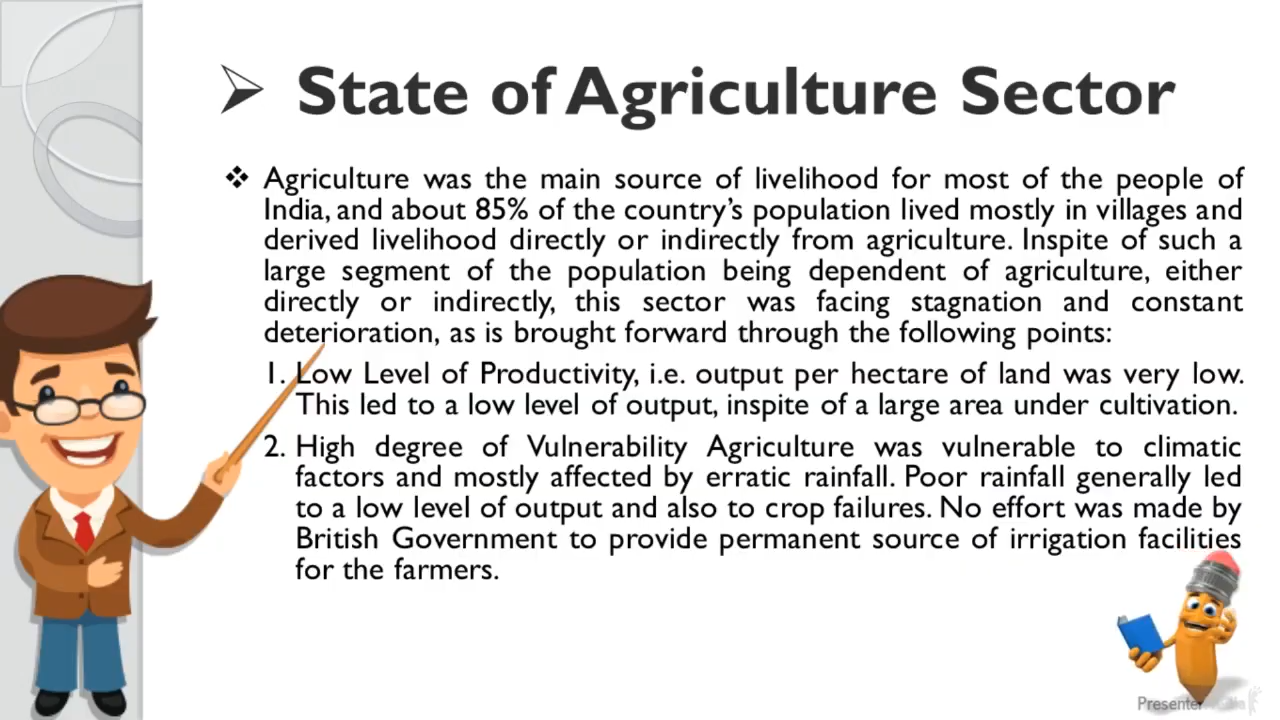 ➢ State of Agriculture Sector
❖ Agriculture was the main source of livelihood for most of the people of
India, and about 85% of the country's population lived mostly in villages and
derived livelihood directly or indirectly from agriculture. Inspite of such a
large segment of the population being dependent of agriculture, either
directly or indirectly, this sector was facing stagnation and constant
deterioration, as is brought forward through the following points:
1. Low Level of Productivity, i.e. output per hectare of land was very low.
This led to a low level of output, inspite of a large area under cultivation.
2. High degree of Vulnerability Agriculture was vulnerable to climatic
factors and mostly affected by erratic rainfall. Poor rainfall generally led
to a low level of output and also to crop failures. No effort was made by
British Government to provide permanent source of irrigation facilities
for the farmers.